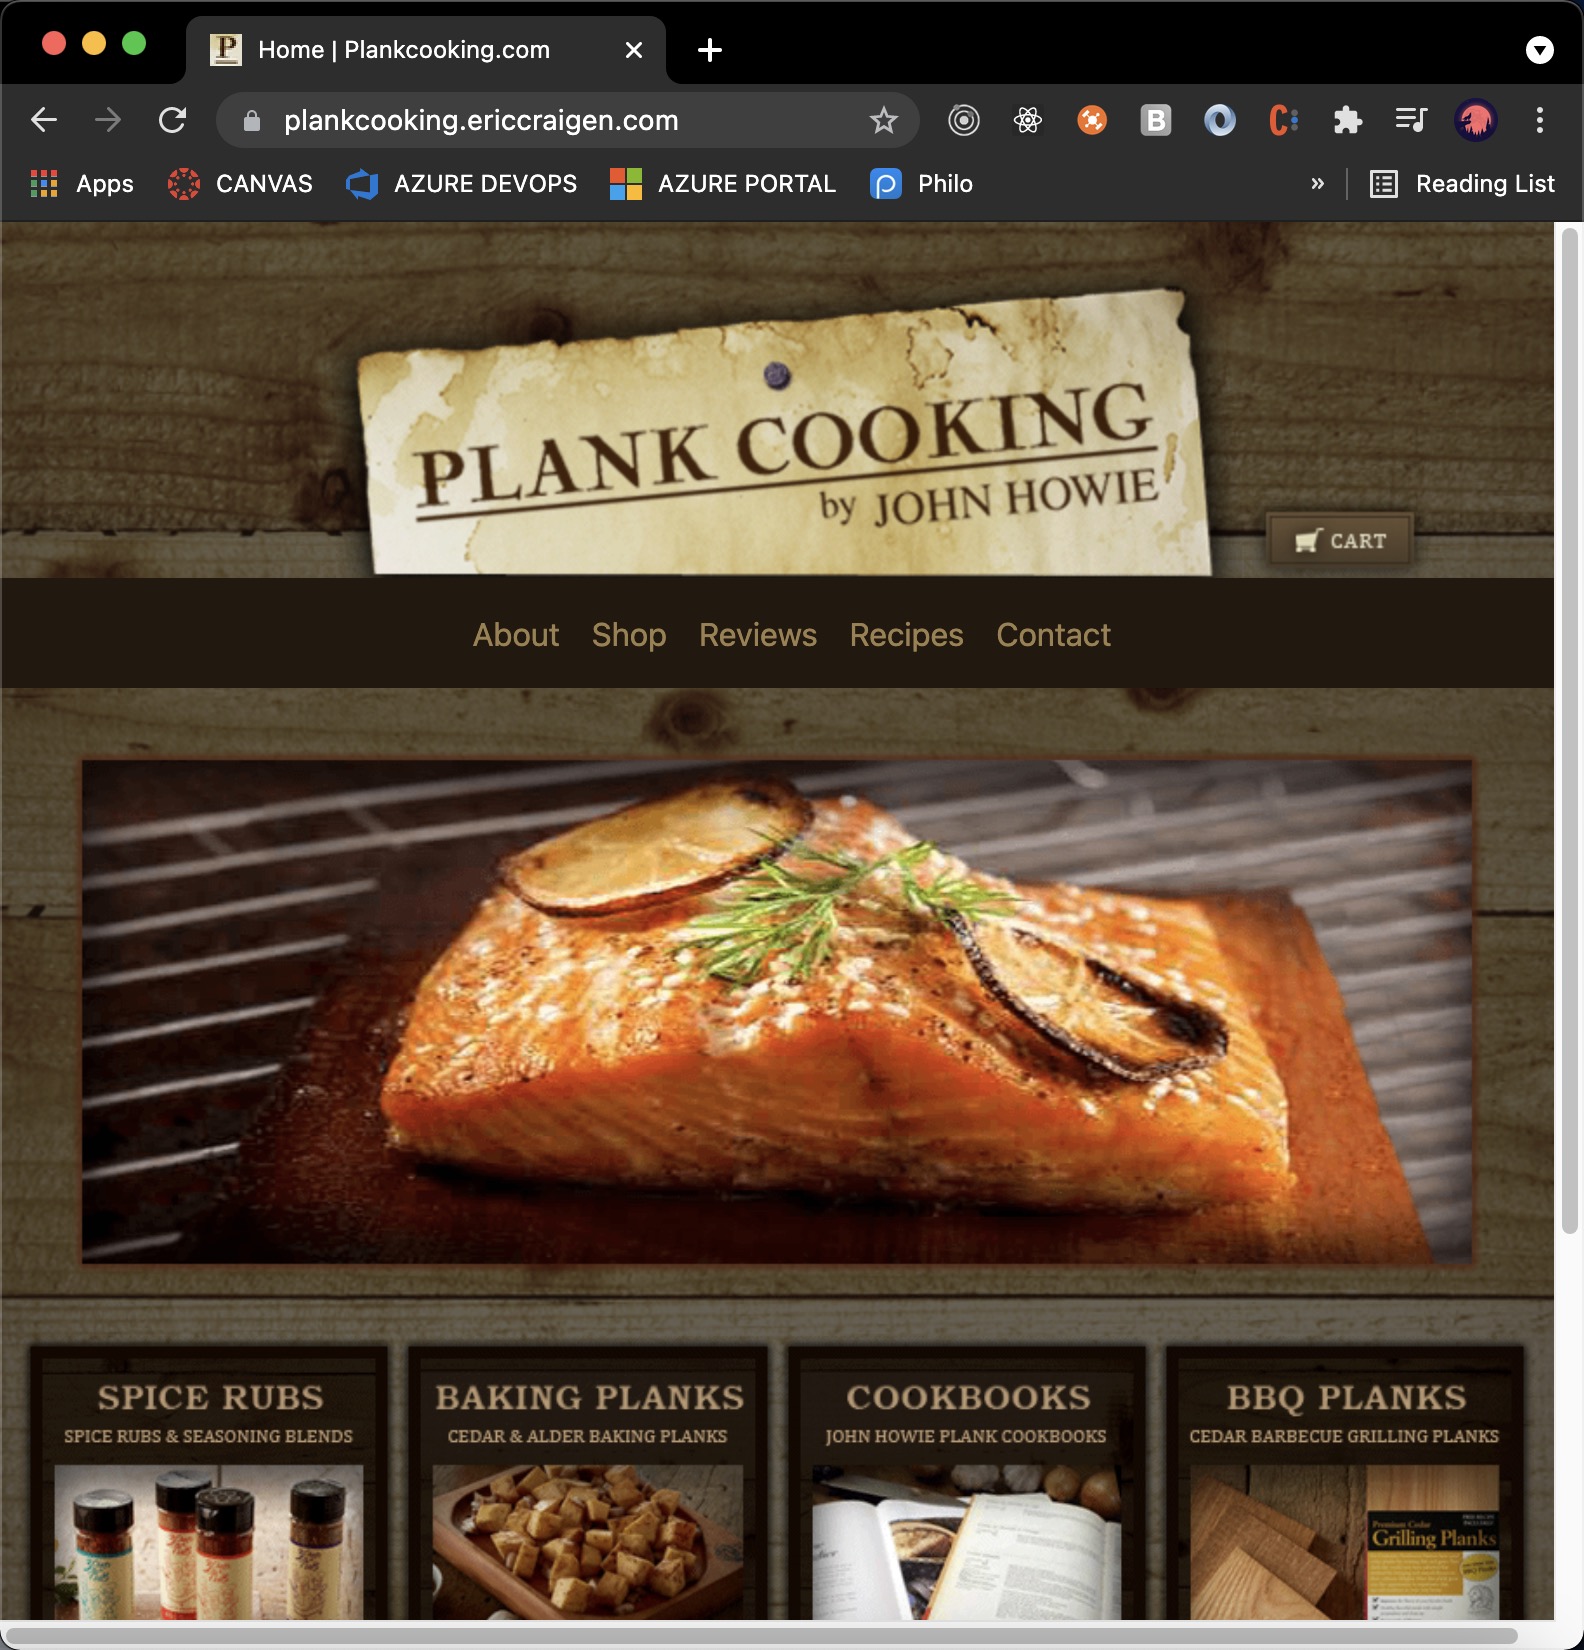 Home | Plankcooking.com
plankcooking.ericcraigen.com
Apps CANVAS AZURE DEVOPS AZURE PORTAL Philo » Reading List
PLANK COOKING
by JOHN HOWIE
CART
About Shop Reviews Recipes Contact
SPICE RUBS
SPICE RUBS & SEASONING BLENDS
BAKING PLANKS
CEDAR & ALDER BAKING PLANKS
COOKBOOKS
JOHN HOWIE PLANK COOKBOOKS
BBQ PLANKS
CEDAR BARBECUE GRILLING PLANKS
Premium Cedar
Grilling Planks